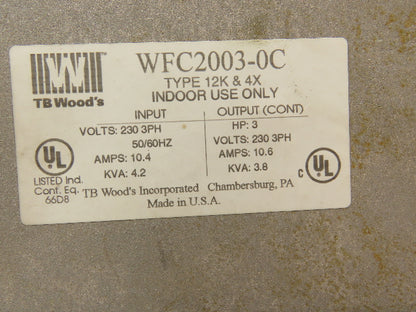 W
TB Wood's
WFC2003-0C
TYPE 12K & 4X
INDOOR USE ONLY
INPUT
VOLTS: 230 3PH
50/60HZ
AMPS: 10.4
KVA: 4.2
OUTPUT (CONT)
HP: 3
VOLTS: 230 3PH
AMPS: 10.6
KVA: 3.8
UL
LISTED Ind.
Cont. Eq.
66D8
C UL
TB Wood's Incorporated Chambersburg, PA
Made in U.S.A.